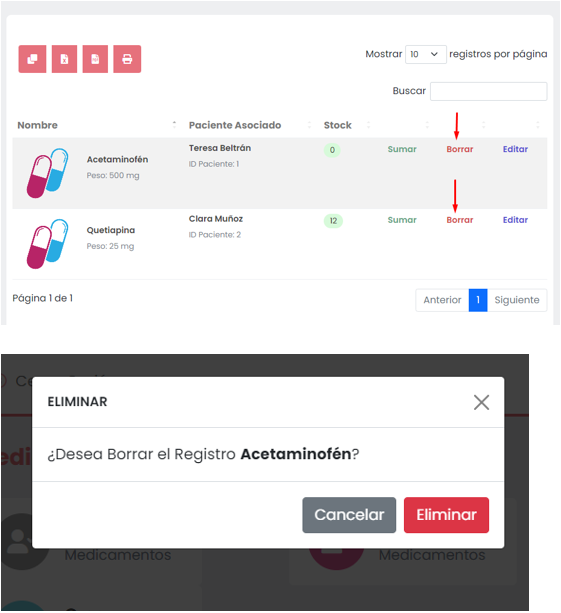 Mostrar 10 registros por página
Buscar
Nombre Paciente Asociado Stock
Acetaminofén Teresa Beltrán 0 Sumar Borrar Editar
Peso: 500 mg ID Paciente: 1
Quetiapina Clara Muñoz 12 Sumar Borrar Editar
Peso: 25 mg ID Paciente: 2
Página 1 de 1 Anterior 1 Siguiente
ELIMINAR
¿Desea Borrar el Registro Acetaminofén?
Cancelar Eliminar
Medicamentos Medicamentos